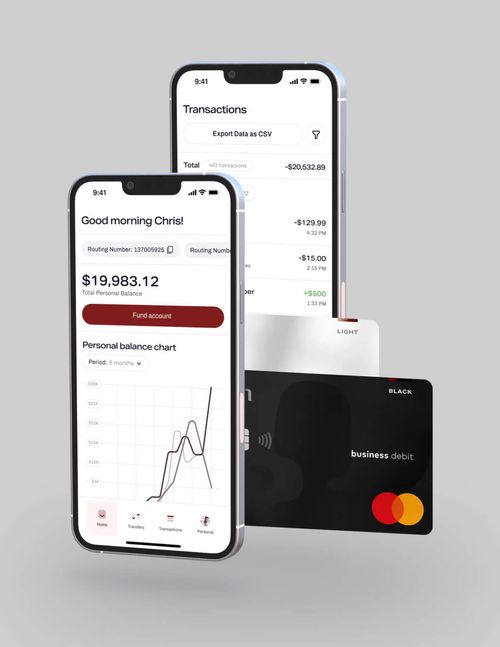 9:41
Transactions
Export Data as CSV
Total 483 transactions -$20,532.89
-$129.99
4:32 PM
-$15.00
2:15 PM
+$500
1:33 PM
9:41
Good morning Chris!
Routing Number: 137005925
Routing Num
$19,983.12
Total Personal Balance
Fund account
Personal balance chart
Period: 6 months
Home
Transfers
Transactions
Personal
LIGHT
BLACK
business debit